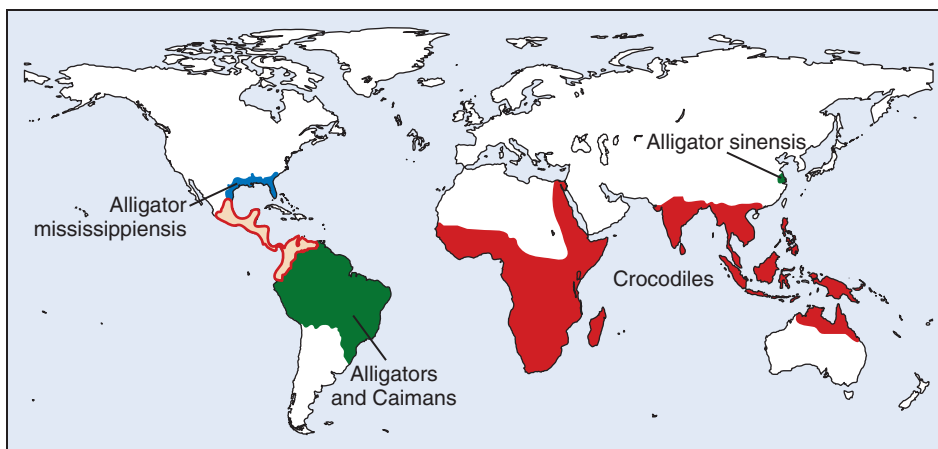 Alligator sinensis
Alligator
mississippiensis
Crocodiles
Alligators
and Caimans